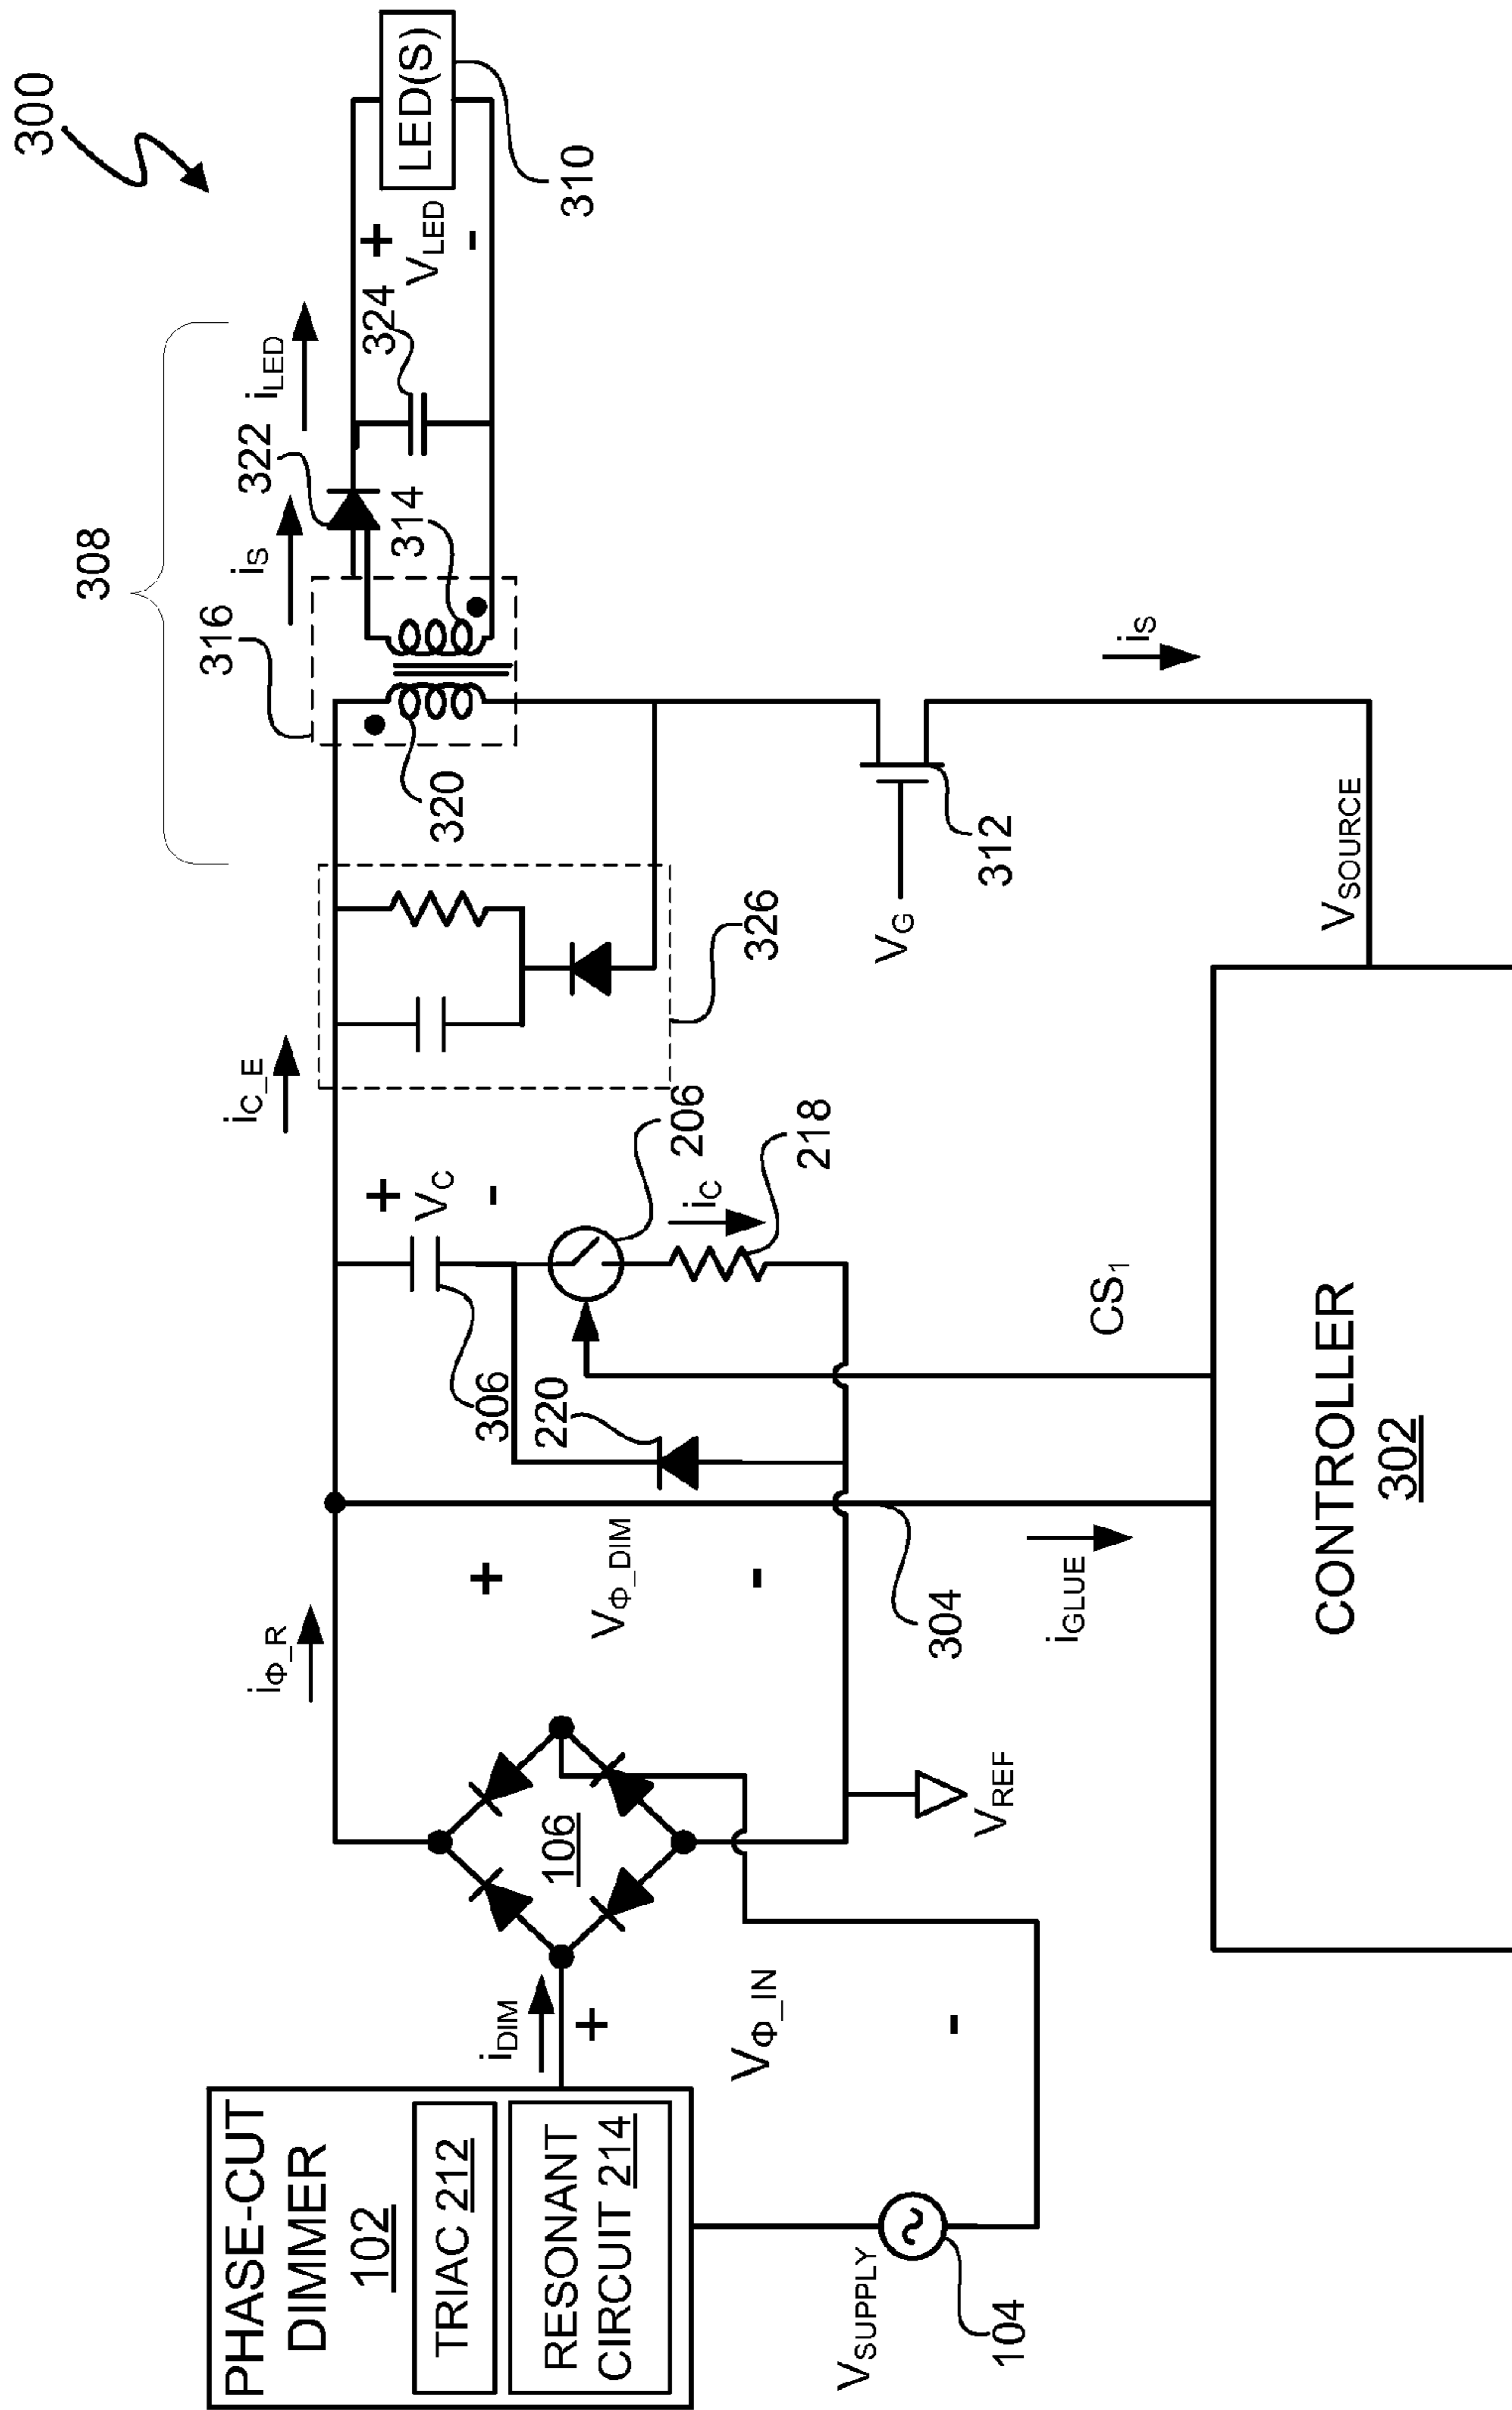 300
308
316
i_S
322
i_LED
324
+
V_LED
-
LED(S)
310
314
320
i_C_E
326
V_G
312
i_S
V_SOURCE
+
V_C
-
206
i_C
218
306
220
CS_1
i_Φ_R
+
V_Φ_DIM
-
304
i_GLUE
106
V_REF
i_DIM
+
V_Φ_IN
-
PHASE-CUT
DIMMER
102
TRIAC 212
RESONANT
CIRCUIT 214
V_SUPPLY
104
CONTROLLER
302